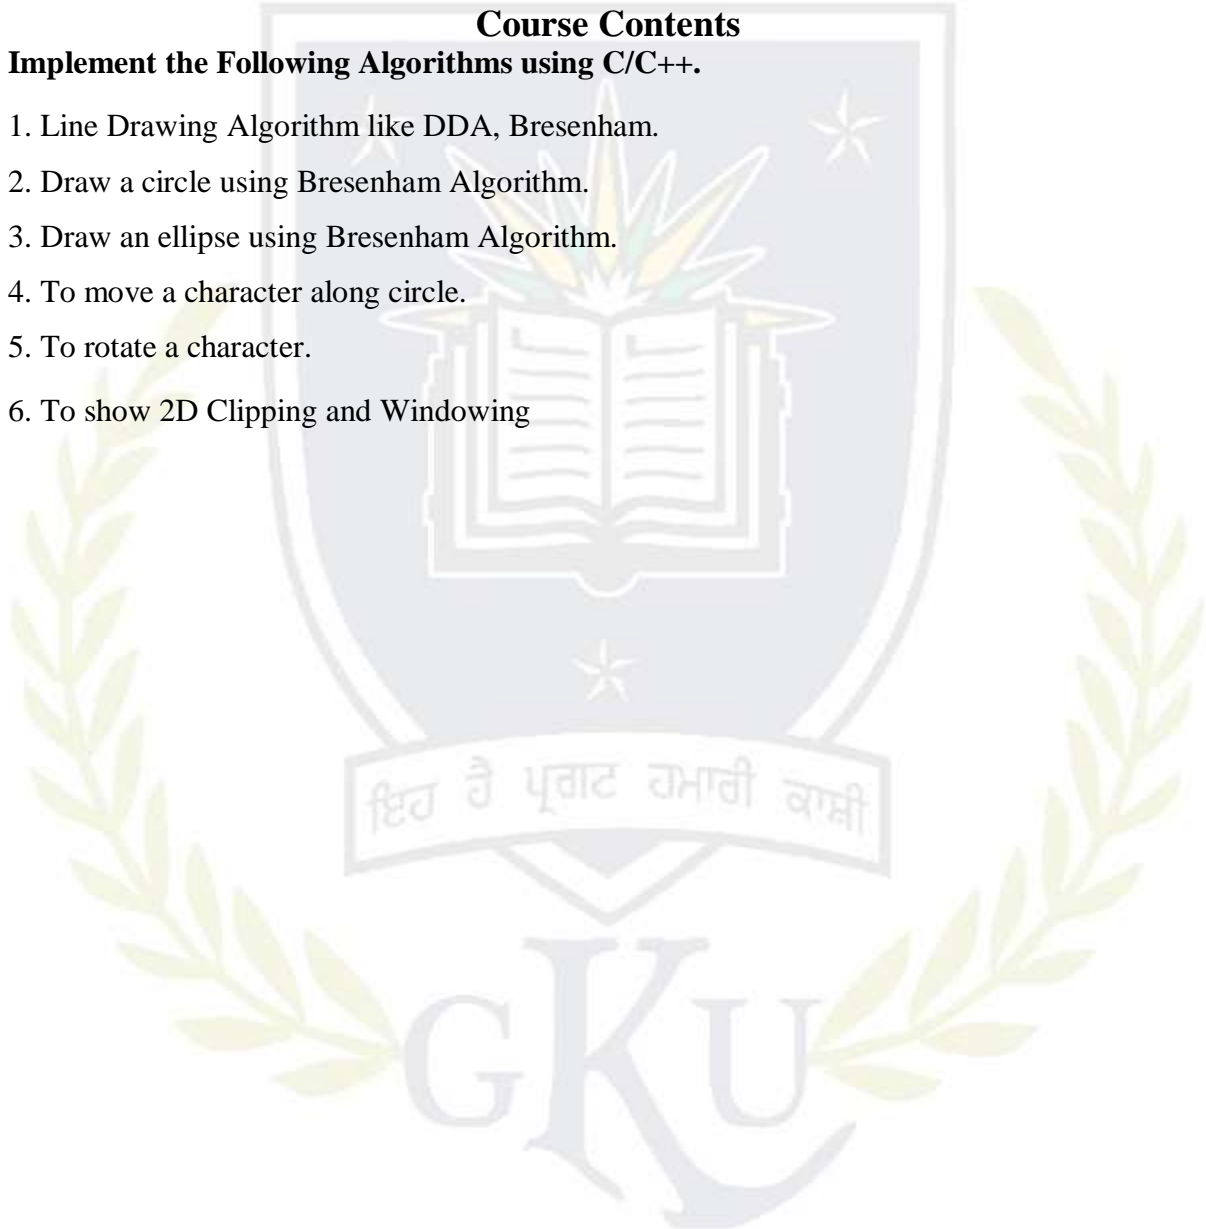 Course Contents
Implement the Following Algorithms using C/C++.
1. Line Drawing Algorithm like DDA, Bresenham.
2. Draw a circle using Bresenham Algorithm.
3. Draw an ellipse using Bresenham Algorithm.
4. To move a character along circle.
5. To rotate a character.
6. To show 2D Clipping and Windowing
ਇਹ ਹੈ ਪ੍ਰਗਟ ਹਮਾਰੀ ਕਾਸ਼ੀ
GKU